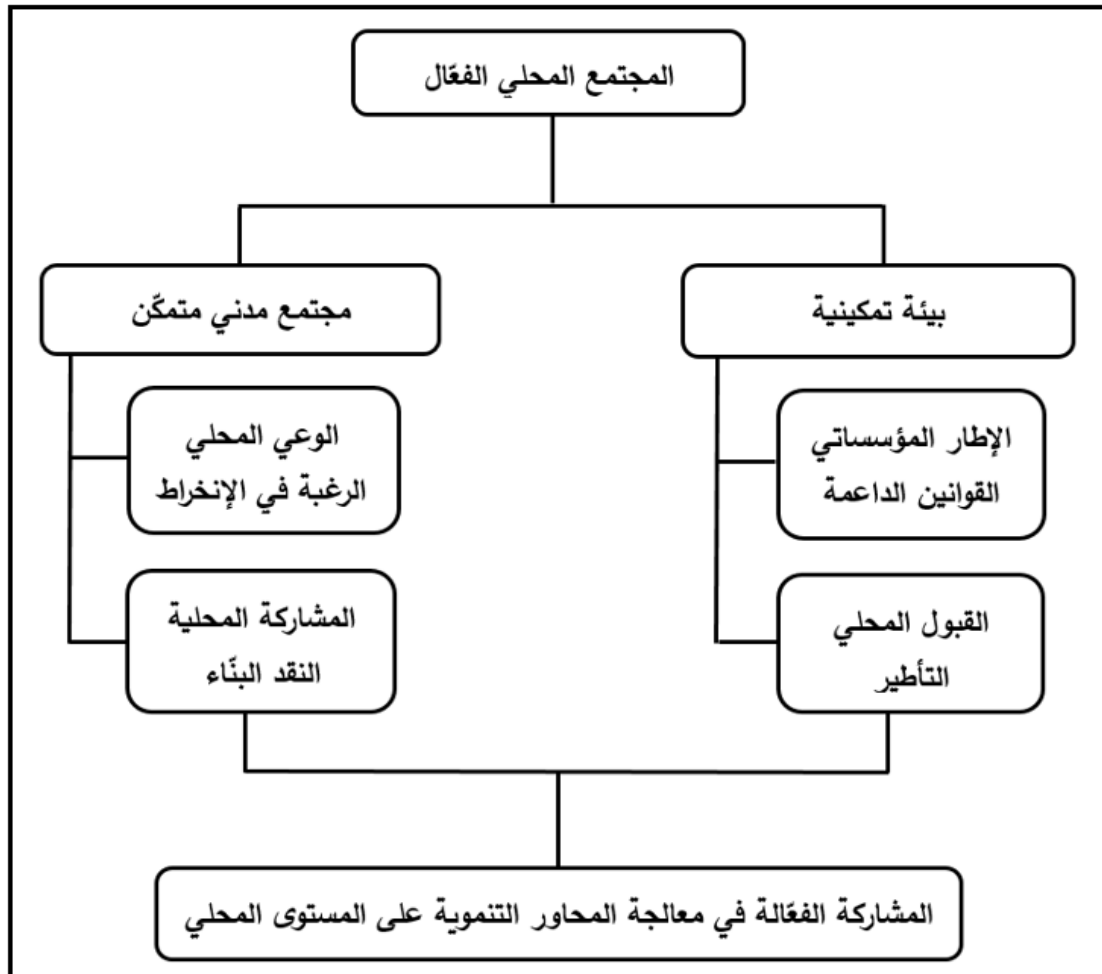 المجتمع المحلي الفعّال
بيئة تمكينية
مجتمع مدني متمكّن
الإطار المؤسساتي
القوانين الداعمة
الوعي المحلي
الرغبة في الإنخراط
القبول المحلي
التأطير
المشاركة المحلية
النقد البنّاء
المشاركة الفعّالة في معالجة المحاور التنموية على المستوى المحلي